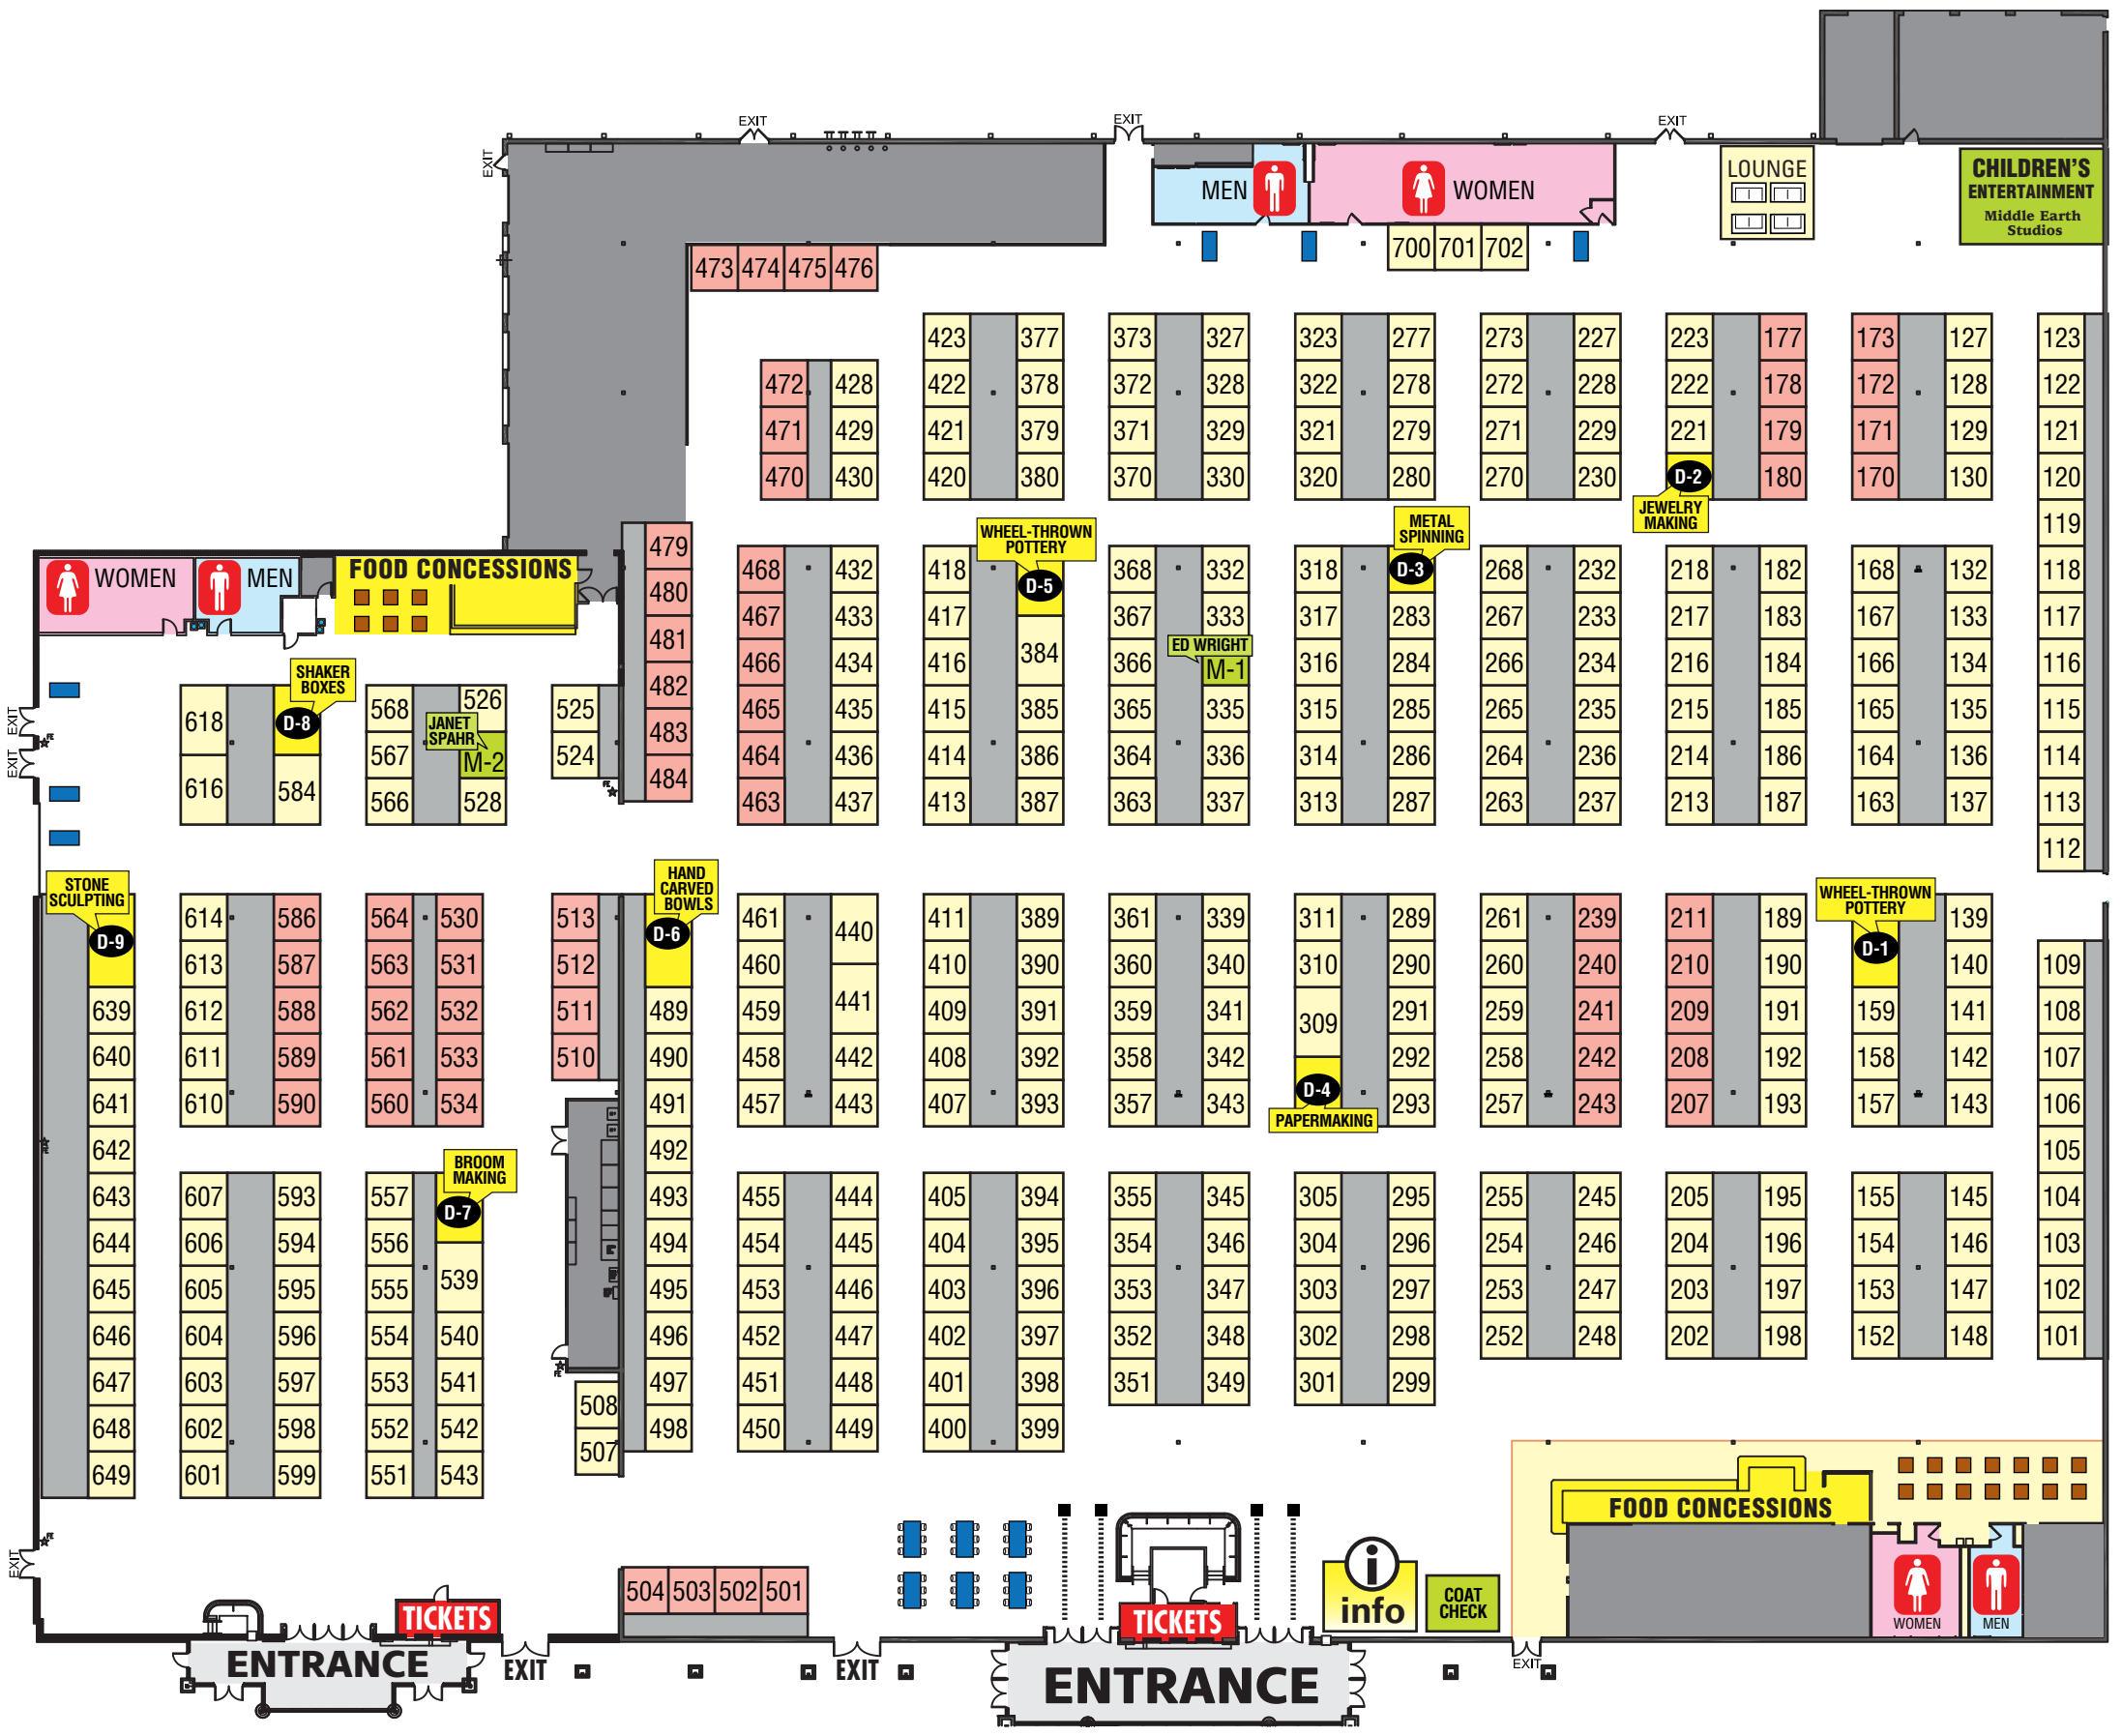 EXIT
EXIT
EXIT
EXIT
MEN
WOMEN
LOUNGE
CHILDREN'S
ENTERTAINMENT
Middle Earth
Studios
473 474 475 476
700 701 702
423 377 373 327 323 277 273 227 223 177 173 127 123
472 428 422 378 372 328 322 278 272 228 222 178 172 128 122
471 429 421 379 371 329 321 279 271 229 221 179 171 129 121
470 430 420 380 370 330 320 280 270 230 D-2 180 170 130 120
JEWELRY
MAKING
WHEEL-THROWN
POTTERY
METAL
SPINNING
119
479
480
481
482
483
484
WOMEN
MEN
FOOD CONCESSIONS
468 432 418 D-5 368 332 318 D-3 268 232 218 182 168 132 118
467 433 417 367 333 317 283 267 233 217 183 167 133 117
ED WRIGHT
466 434 416 384 366 M-1 316 284 266 234 216 184 166 134 116
465 435 415 385 365 335 315 285 265 235 215 185 165 135 115
464 436 414 386 364 336 314 286 264 236 214 186 164 136 114
463 437 413 387 363 337 313 287 263 237 213 187 163 137 113
112
SHAKER
BOXES
618 D-8 568 526 525
JANET
SPAHR
567 M-2 524
616 584 566 528
EXIT
EXIT
FE
FE
STONE
SCULPTING
D-9
HAND
CARVED
BOWLS
D-6
WHEEL-THROWN
POTTERY
D-1
614 586 564 530 513 461 440 411 389 361 339 311 289 261 239 211 189 139
613 587 563 531 512 460 410 390 360 340 310 290 260 240 210 190 140 109
639 612 588 562 532 511 489 459 441 409 391 359 341 309 291 259 241 209 191 159 141 108
640 611 589 561 533 510 490 458 442 408 392 358 342 292 258 242 208 192 158 142 107
641 610 590 560 534 491 457 443 407 393 357 343 D-4 293 257 243 207 193 157 143 106
PAPERMAKING
642 492 105
BROOM
MAKING
D-7
643 607 593 557 493 455 444 405 394 355 345 305 295 255 245 205 195 155 145 104
644 606 594 556 494 454 445 404 395 354 346 304 296 254 246 204 196 154 146 103
645 605 595 555 539 495 453 446 403 396 353 347 303 297 253 247 203 197 153 147 102
646 604 596 554 540 496 452 447 402 397 352 348 302 298 252 248 202 198 152 148 101
647 603 597 553 541 508 497 451 448 401 398 351 349 301 299
648 602 598 552 542 507 498 450 449 400 399
649 601 599 551 543
FE
FE
EXIT
504 503 502 501
FOOD CONCESSIONS
WOMEN
MEN
TICKETS
TICKETS
i
info
COAT
CHECK
ENTRANCE
EXIT
EXIT
ENTRANCE
EXIT